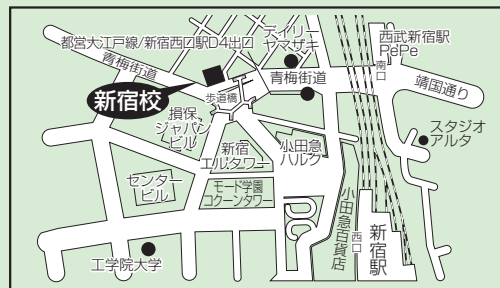 都営大江戸線/新宿西口駅D4出口
デイリー
ヤマザキ
西武新宿駅
PePe
南口
青梅街道
青梅街道
靖国通り
新宿校
歩道橋
損保
ジャパン
ビル
新宿
エルタワー
小田急
ハルク
スタジオ
アルタ
センター
ビル
モード学園
コクーンタワー
小田急百貨店
西口
新宿駅
工学院大学